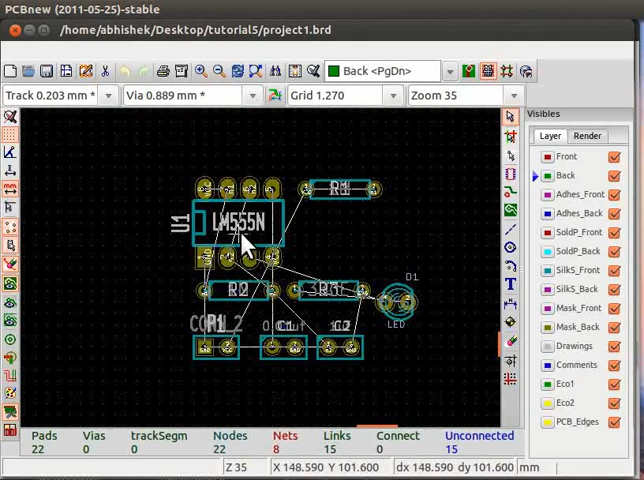 PCBnew (2011-05-25)-stable
/home/abhishek/Desktop/tutorial5/project1.brd
Back <PgDn>
Track 0.203 mm *
Via 0.889 mm *
Grid 1.270
Zoom 35
Visibles
Layer
Render
Front
Back
Adhes_Front
Adhes_Back
SoldP_Front
SoldP_Back
SilkS_Front
SilkS_Back
Mask_Front
Mask_Back
Drawings
Comments
Eco1
Eco2
PCB_Edges
R1
U1
LM555N
R2
R3
D1
LED
P1
C1
C2
Pads
Vias
trackSegm
Nodes
Nets
Links
Connect
Unconnected
22
0
0
22
8
15
0
15
Z 35
X 148.590 Y 101.600
dx 148.590 dy 101.600
mm